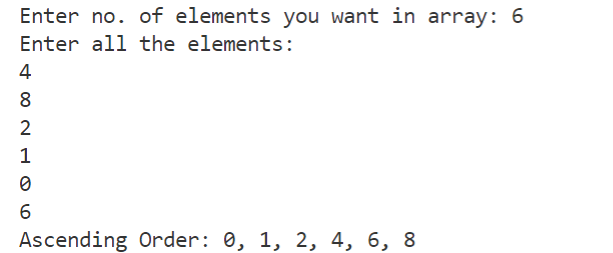 Enter no. of elements you want in array: 6
Enter all the elements:
4
8
2
1
0
6
Ascending Order: 0, 1, 2, 4, 6, 8